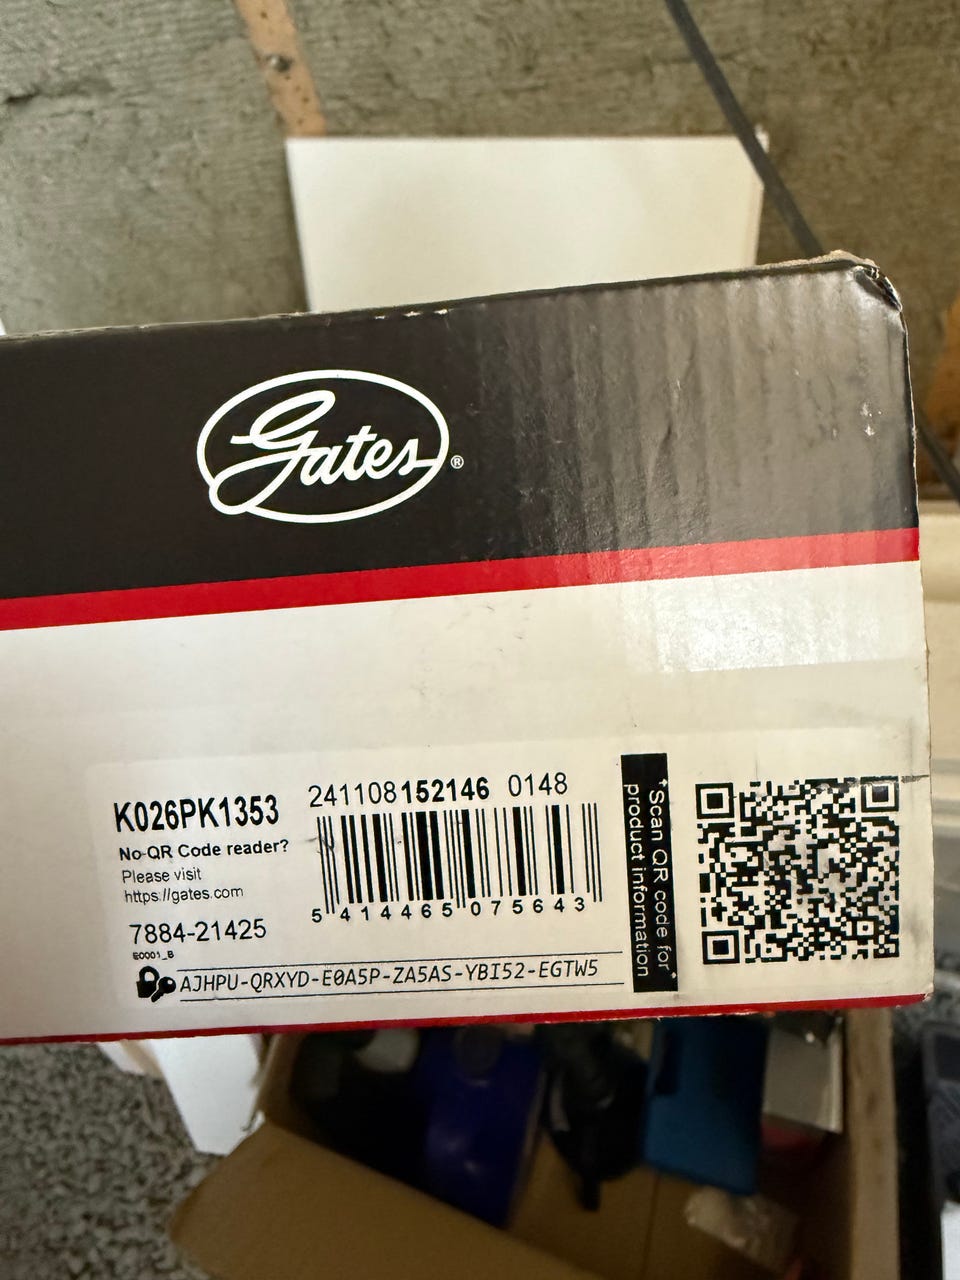 Gates®
241108152146 0148
K026PK1353
No QR Code reader?
Please visit
https://gates.com
7884-21425
E0001_B
5 414465 075643
AJHPU-QRXYD-E0A5P-ZA5AS-YBI52-EGTW5
*Scan QR code for*
product information